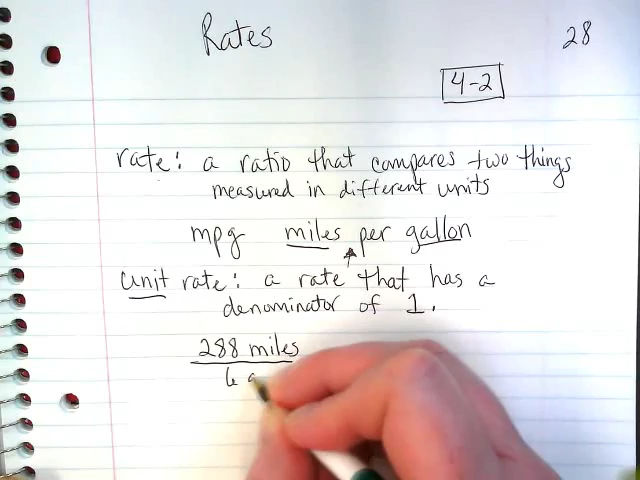 Rates
28
4-2
rate: a ratio that compares two things
measured in different units
mpg miles per gallon
unit rate: a rate that has a
denominator of 1.
288 miles
6 g